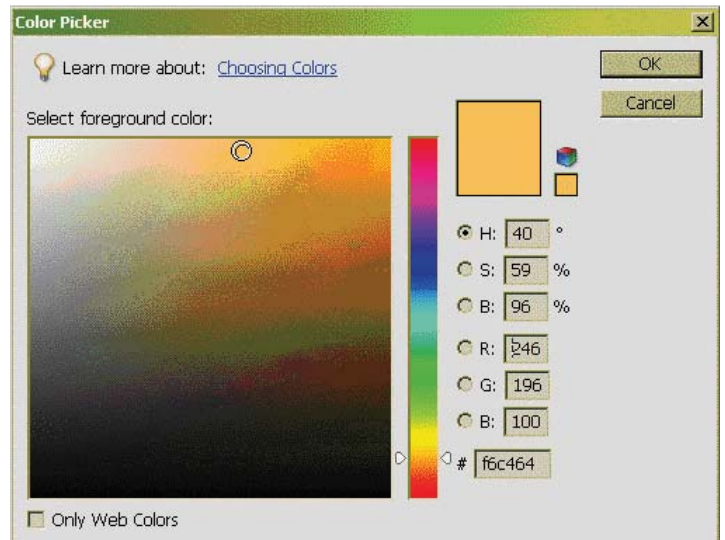 Color Picker
Learn more about: Choosing Colors
OK
Cancel
Select foreground color:
H: 40 °
S: 59 %
B: 96 %
R: 246
G: 196
B: 100
# f6c464
Only Web Colors